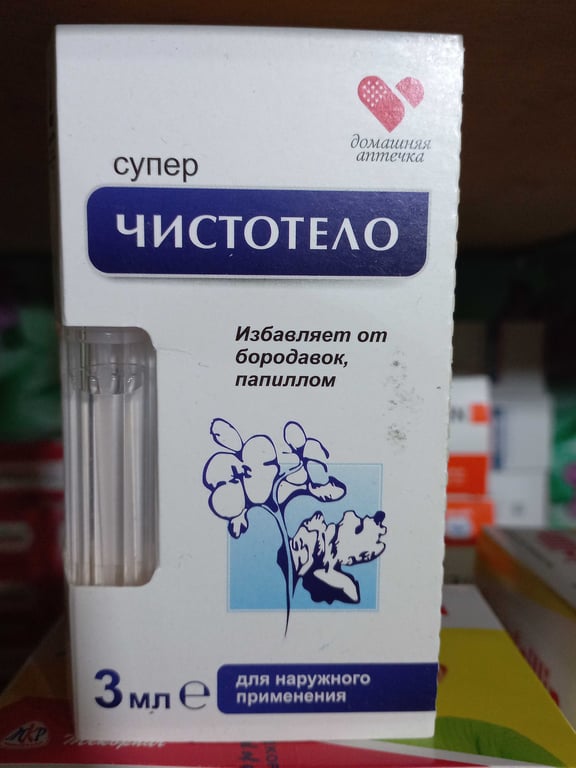 домашняя
аптечка
супер
ЧИСТОТЕЛО
Избавляет от
бородавок,
папиллом
3 мл е
для наружного
применения